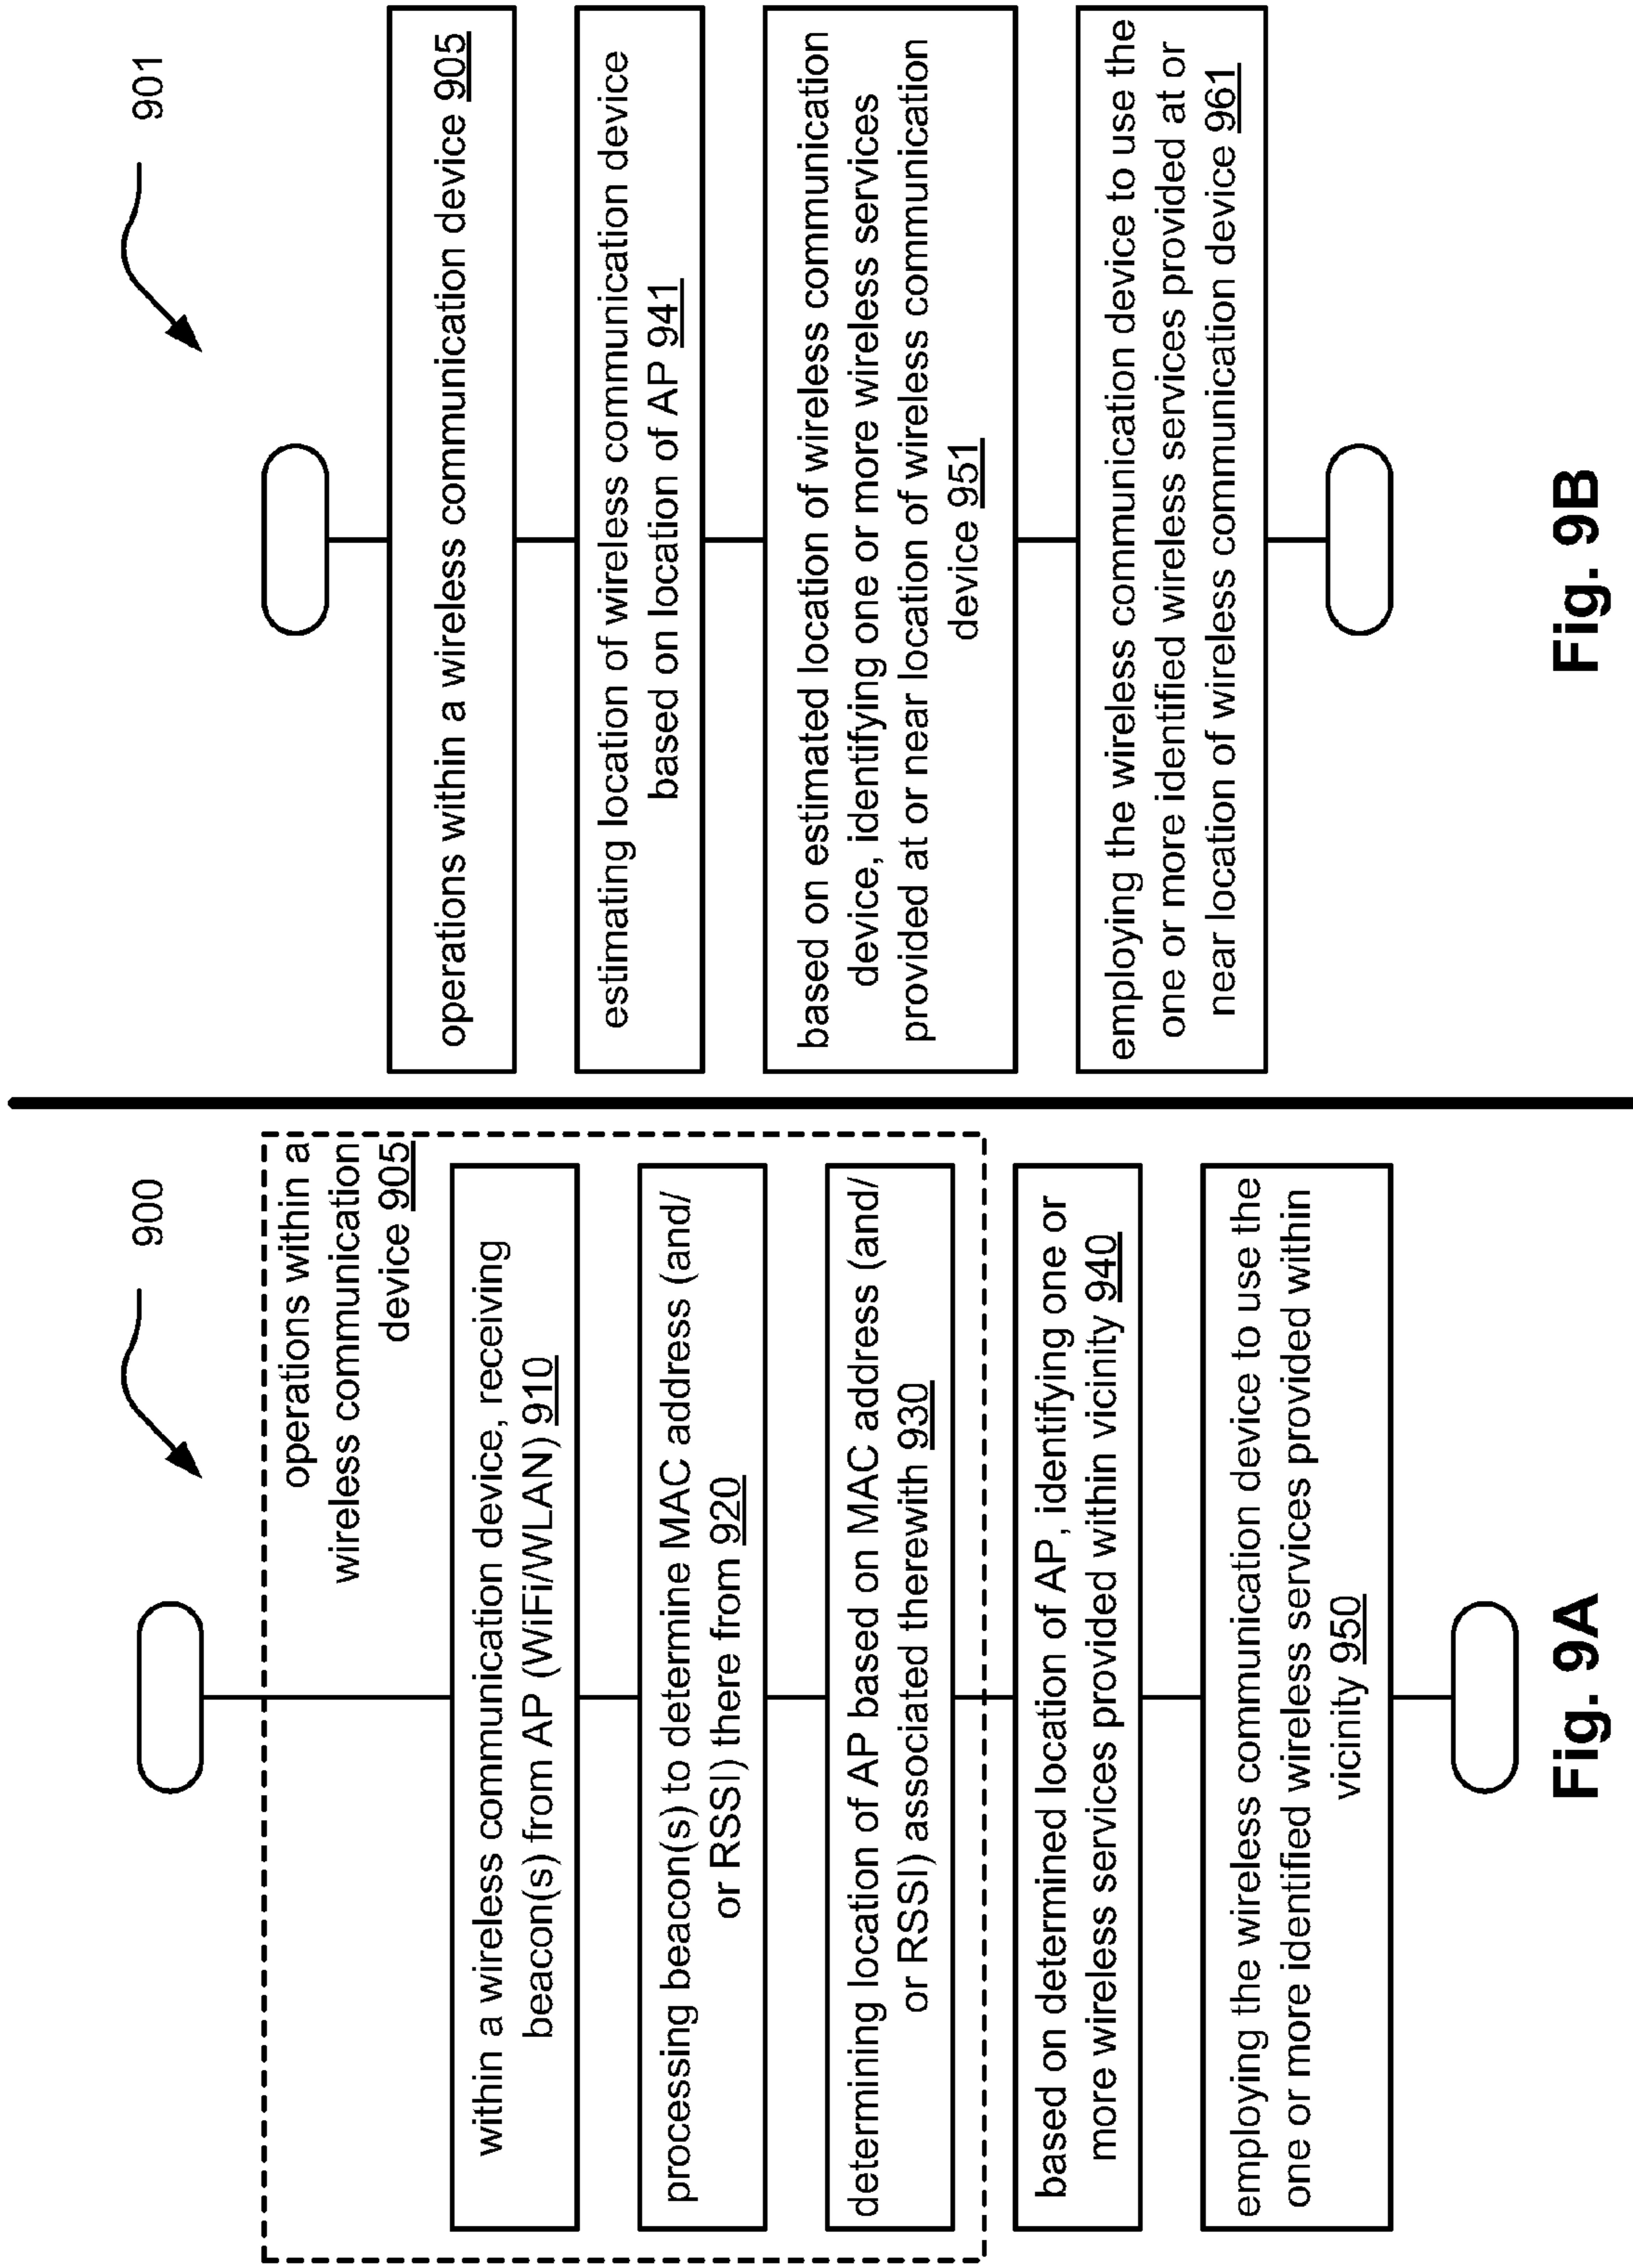 900
operations within a
wireless communication
device 905
within a wireless communication device, receiving
beacon(s) from AP (WiFi/WLAN) 910
processing beacon(s) to determine MAC address (and/
or RSSI) there from 920
determining location of AP based on MAC address (and/
or RSSI) associated therewith 930
based on determined location of AP, identifying one or
more wireless services provided within vicinity 940
employing the wireless communication device to use the
one or more identified wireless services provided within
vicinity 950
Fig. 9A
901
operations within a wireless communication device 905
estimating location of wireless communication device
based on location of AP 941
based on estimated location of wireless communication
device, identifying one or more wireless services
provided at or near location of wireless communication
device 951
employing the wireless communication device to use the
one or more identified wireless services provided at or
near location of wireless communication device 961
Fig. 9B